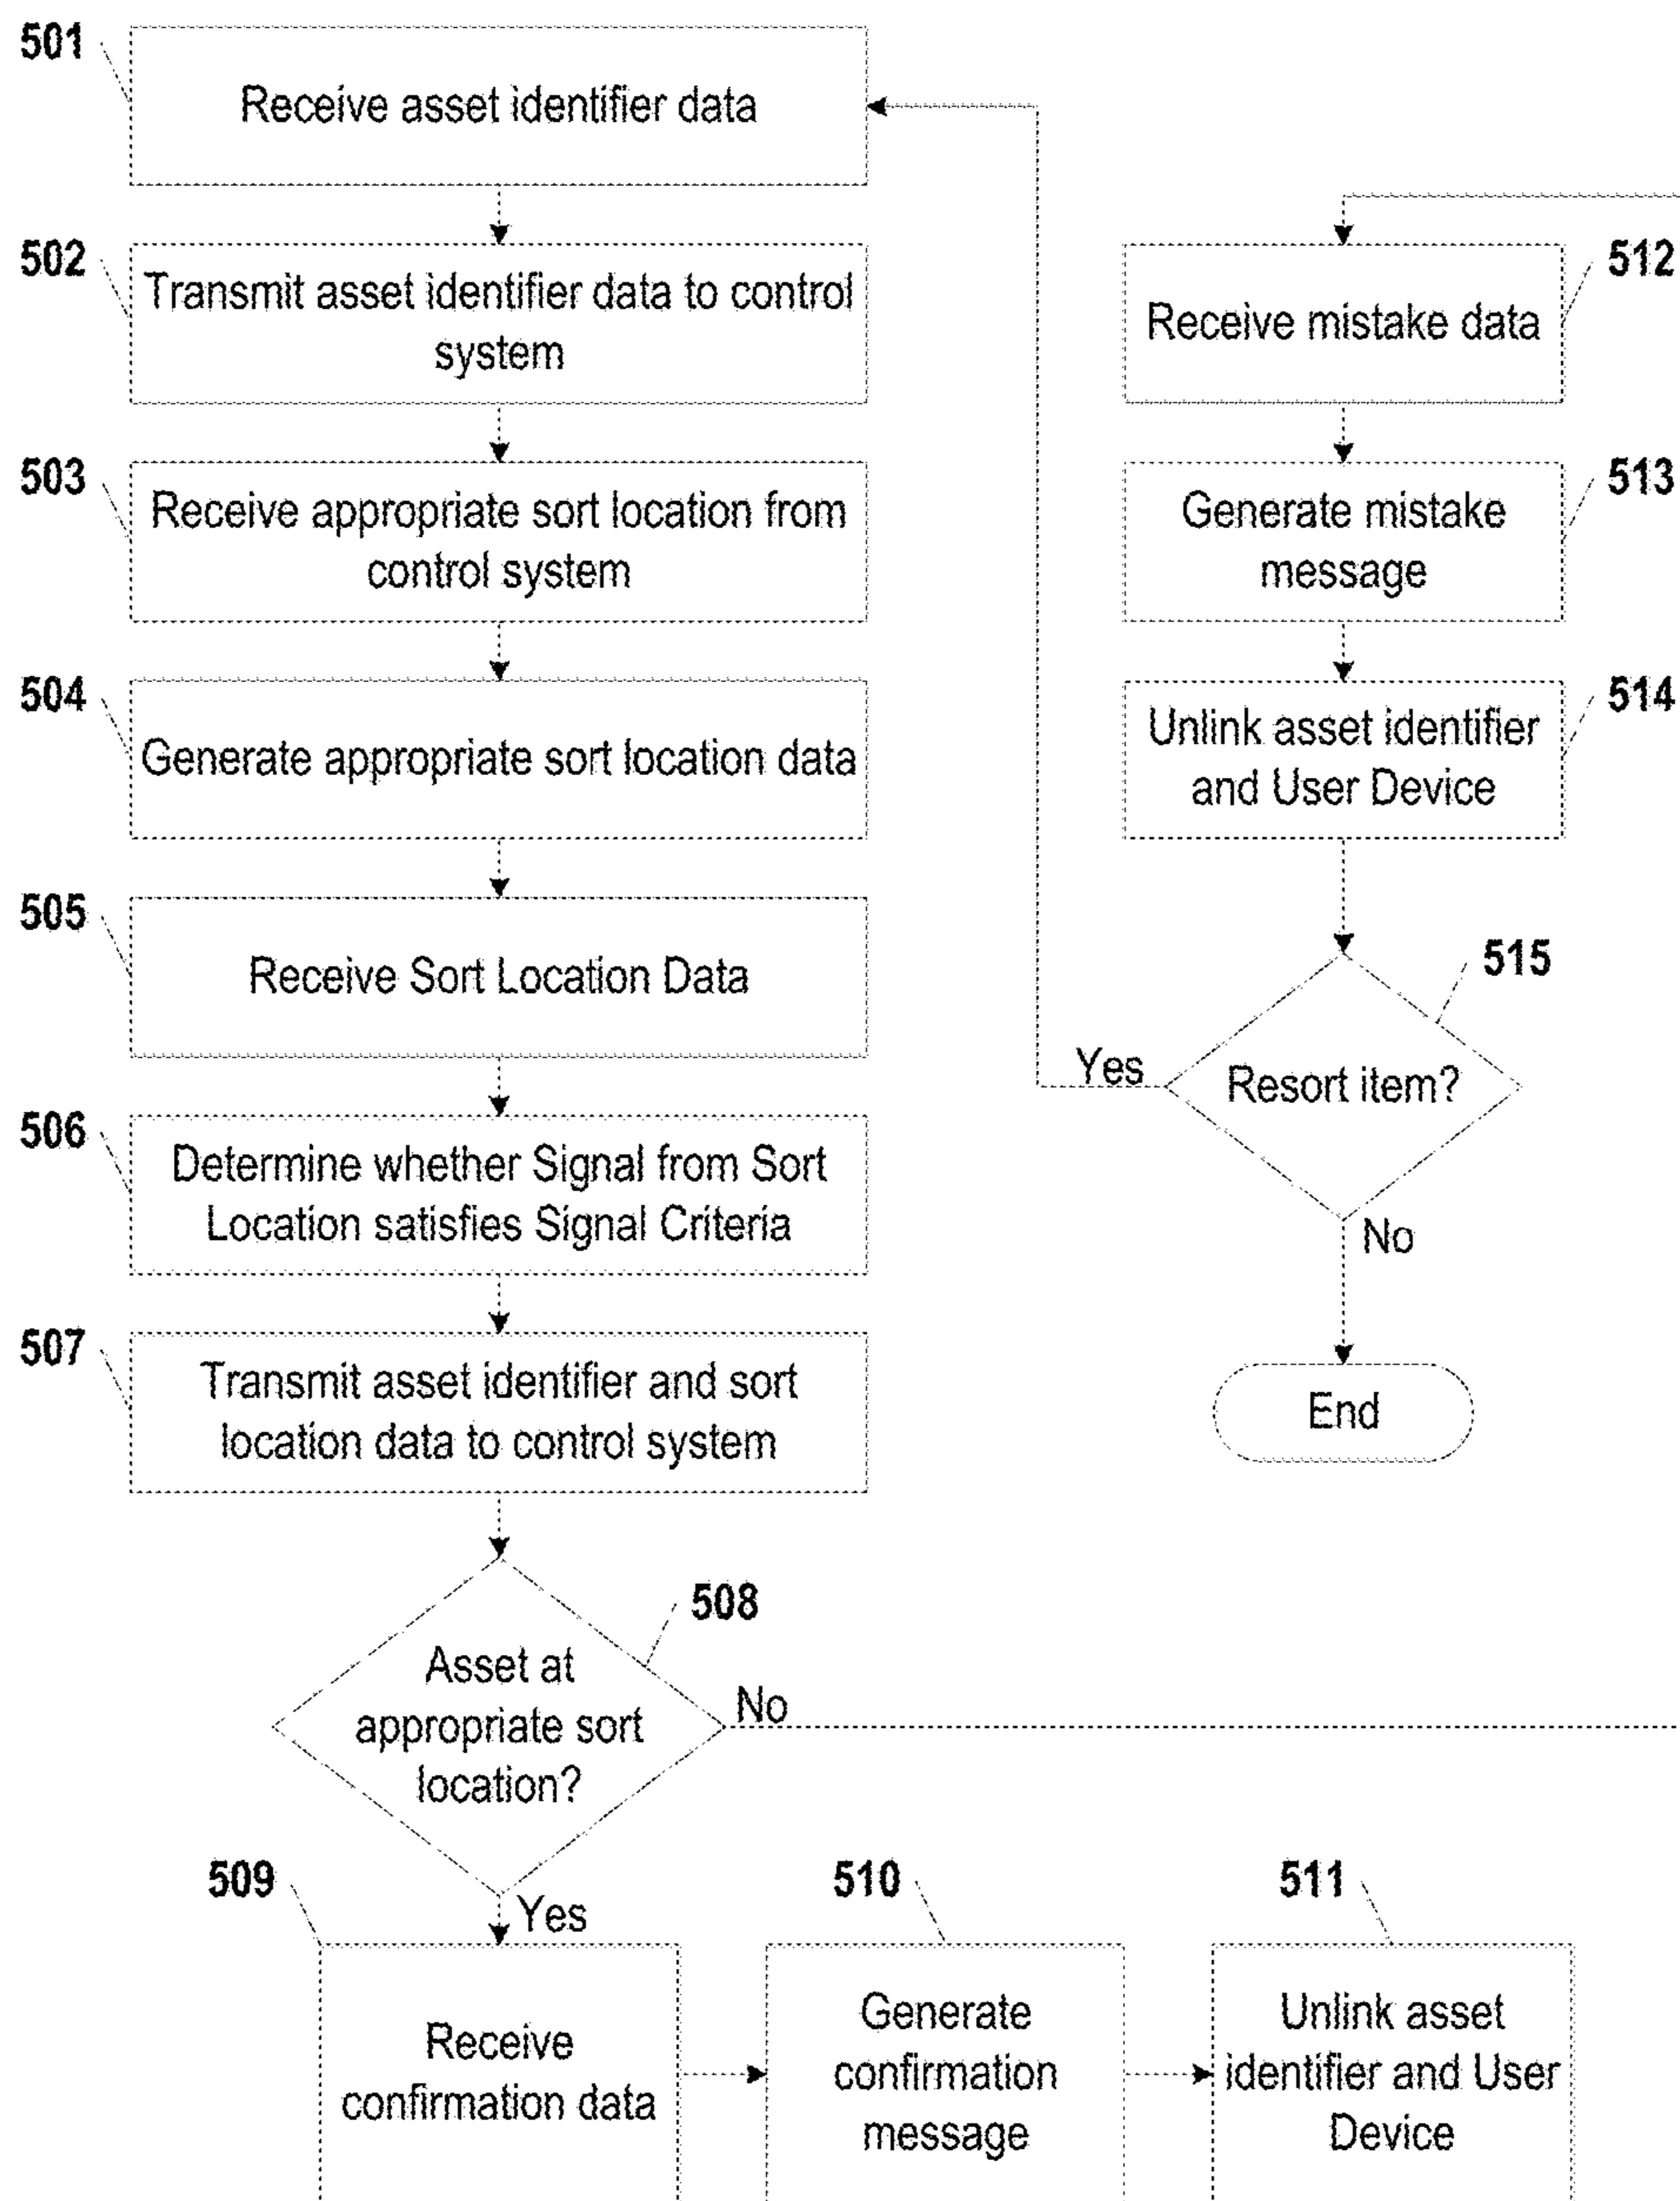 501
Receive asset identifier data
502
Transmit asset identifier data to control
system
503
Receive appropriate sort location from
control system
504
Generate appropriate sort location data
505
Receive Sort Location Data
506
Determine whether Signal from Sort
Location satisfies Signal Criteria
507
Transmit asset identifier and sort
location data to control system
508
Asset at
appropriate sort
location?
No
Yes
509
Receive
confirmation data
510
Generate
confirmation
message
511
Unlink asset
identifier and User
Device
512
Receive mistake data
513
Generate mistake
message
514
Unlink asset identifier
and User Device
515
Resort item?
Yes
No
End